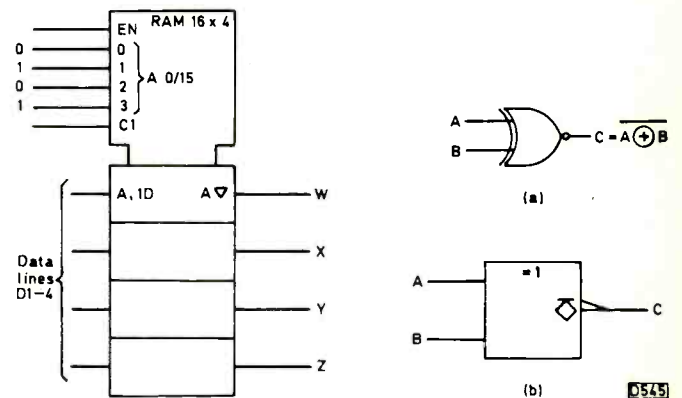 RAM 16 x 4
EN
0 0
1 1 A 0/15
0 2
1 3
C1
A, 1D A▽ W
X
Data
lines
D1-4
Y
Z
A
B
C = A⊕B
(a)
A
B
=1
C
(b)
D545